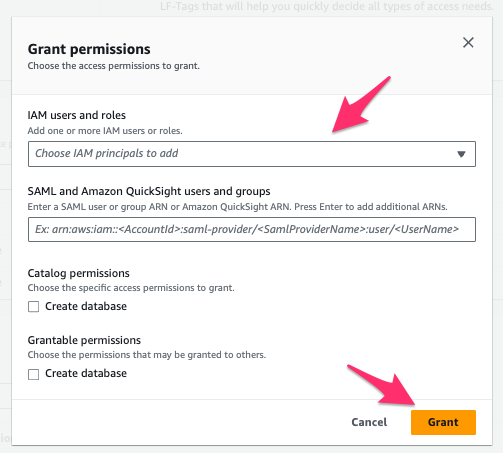 LF-Tags that will help you quickly decide all types of access needs.
Grant permissions
Choose the access permissions to grant.
IAM users and roles
Add one or more IAM users or roles.
Choose IAM principals to add
SAML and Amazon QuickSight users and groups
Enter a SAML user or group ARN or Amazon QuickSight ARN. Press Enter to add additional ARNs.
Ex: arn:aws:iam::<AccountId>:saml-provider/<SamlProviderName>:user/<UserName>
Catalog permissions
Choose the specific access permissions to grant.
Create database
Grantable permissions
Choose the permissions that may be granted to others.
Create database
Cancel Grant